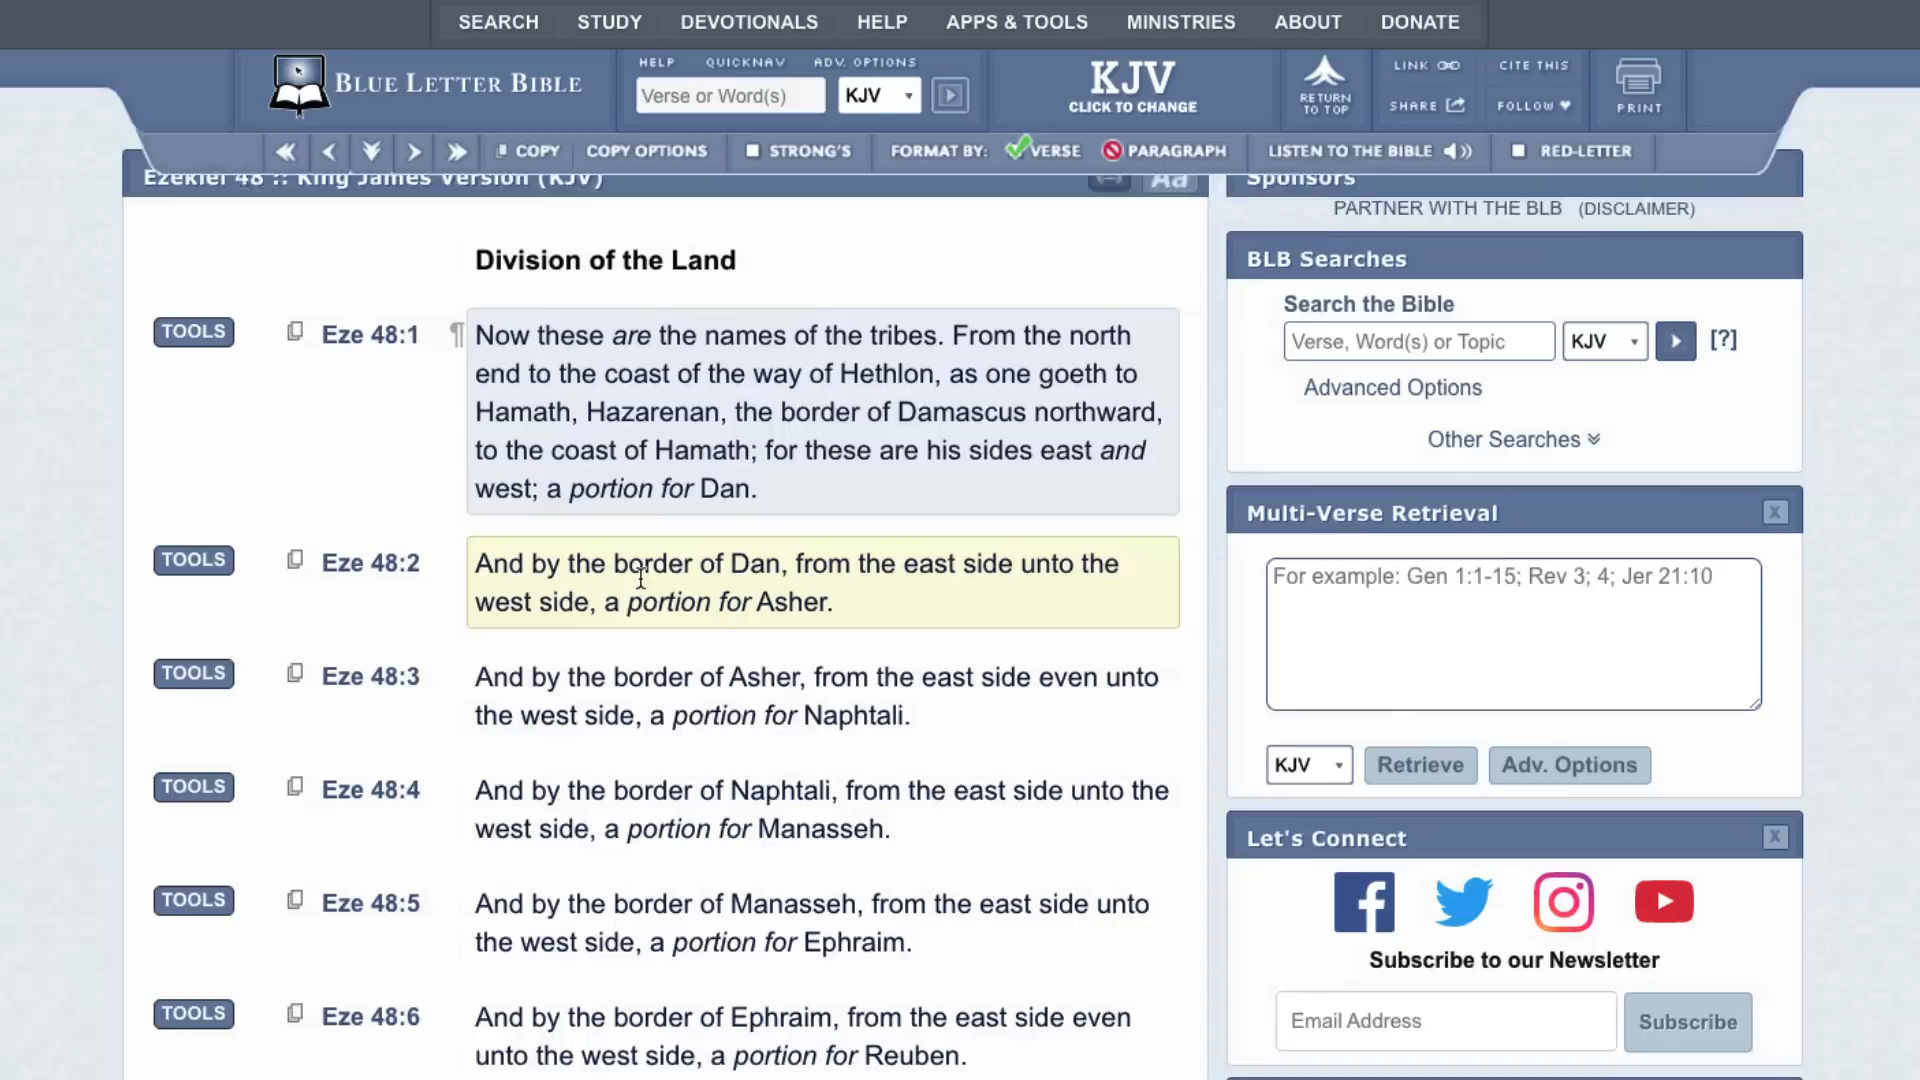 SEARCH STUDY DEVOTIONALS HELP APPS & TOOLS MINISTRIES ABOUT DONATE
BLUE LETTER BIBLE
HELP QUICKNAV ADV. OPTIONS
Verse or Word(s) KJV
KJV
CLICK TO CHANGE
RETURN
TO TOP
LINK
SHARE
CITE THIS
FOLLOW
PRINT
COPY COPY OPTIONS STRONG'S FORMAT BY: VERSE PARAGRAPH LISTEN TO THE BIBLE RED-LETTER
Ezekiel 48 :: King James Version (KJV)
Aa
Division of the Land
TOOLS Eze 48:1 ¶ Now these are the names of the tribes. From the north
end to the coast of the way of Hethlon, as one goeth to
Hamath, Hazarenan, the border of Damascus northward,
to the coast of Hamath; for these are his sides east and
west; a portion for Dan.
TOOLS Eze 48:2 And by the border of Dan, from the east side unto the
west side, a portion for Asher.
TOOLS Eze 48:3 And by the border of Asher, from the east side even unto
the west side, a portion for Naphtali.
TOOLS Eze 48:4 And by the border of Naphtali, from the east side unto the
west side, a portion for Manasseh.
TOOLS Eze 48:5 And by the border of Manasseh, from the east side unto
the west side, a portion for Ephraim.
TOOLS Eze 48:6 And by the border of Ephraim, from the east side even
unto the west side, a portion for Reuben.
Sponsors
PARTNER WITH THE BLB (DISCLAIMER)
BLB Searches
Search the Bible
Verse, Word(s) or Topic KJV [?]
Advanced Options
Other Searches
Multi-Verse Retrieval X
For example: Gen 1:1-15; Rev 3; 4; Jer 21:10
KJV Retrieve Adv. Options
Let's Connect X
Subscribe to our Newsletter
Email Address Subscribe